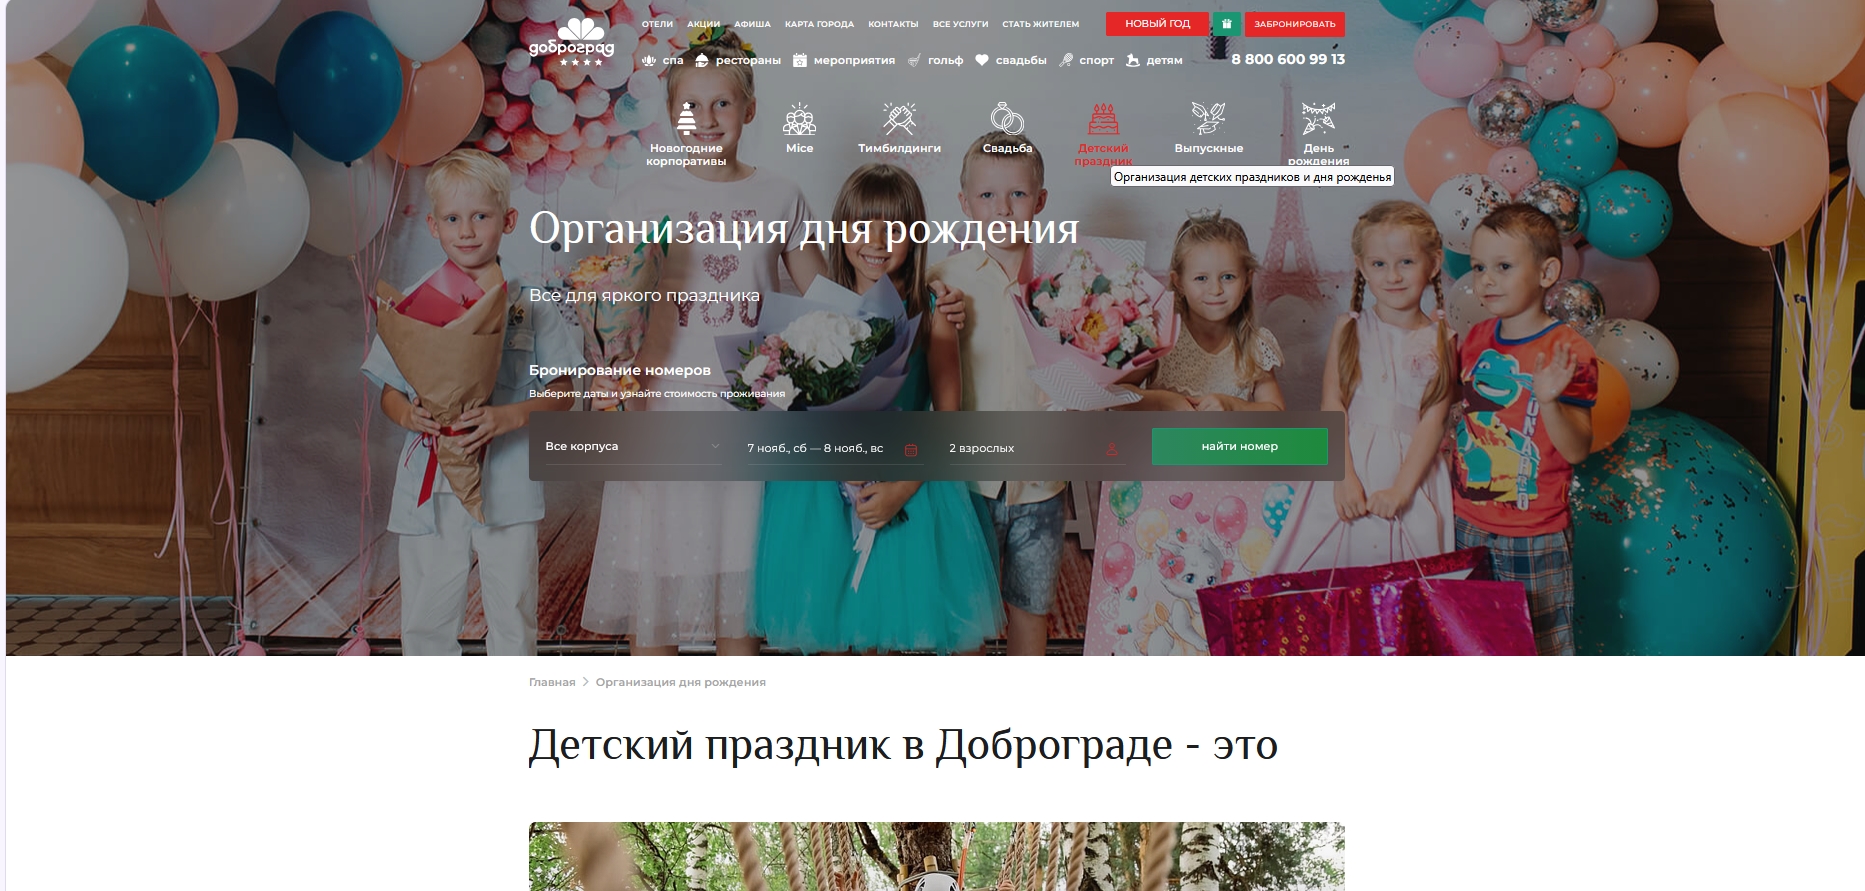 доброград
ОТЕЛИ АКЦИИ АФИША КАРТА ГОРОДА КОНТАКТЫ ВСЕ УСЛУГИ СТАТЬ ЖИТЕЛЕМ НОВЫЙ ГОД ЗАБРОНИРОВАТЬ
спа рестораны мероприятия гольф свадьбы спорт детям 8 800 600 99 13
Новогодние корпоративы
Mice
Тимбилдинги
Свадьба
Детский праздник
Выпускные
День рождения
Организация детских праздников и дня рожденья
Организация дня рождения
Все для яркого праздника
YOU
Бронирование номеров
Выберите даты и узнайте стоимость проживания
Все корпуса 7 нояб., сб — 8 нояб., вс 2 взрослых найти номер
Главная > Организация дня рождения
Детский праздник в Доброграде - это